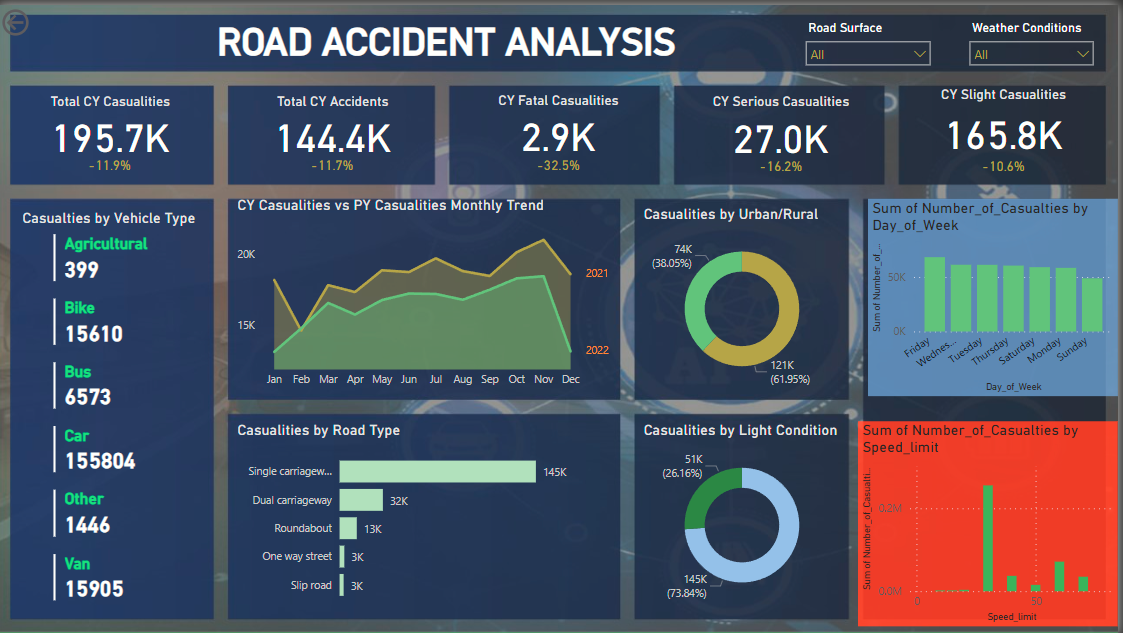 ROAD ACCIDENT ANALYSIS
Road Surface
All
Weather Conditions
All
Total CY Casualities
195.7K
-11.9%
Total CY Accidents
144.4K
-11.7%
CY Fatal Casualities
2.9K
-32.5%
CY Serious Casualities
27.0K
-16.2%
CY Slight Casualities
165.8K
-10.6%
Casualties by Vehicle Type
Agricultural
399
Bike
15610
Bus
6573
Car
155804
Other
1446
Van
15905
CY Casualities vs PY Casualities Monthly Trend
20K
15K
2021
2022
Jan Feb Mar Apr May Jun Jul Aug Sep Oct Nov Dec
Casualities by Urban/Rural
74K
(38.05%)
121K
(61.95%)
Sum of Number_of_Casualties by
Day_of_Week
Sum of Number_of_...
50K
0K
Friday
Wednes...
Tuesday
Thursday
Saturday
Monday
Sunday
Day_of_Week
Casualities by Road Type
Single carriagew... 145K
Dual carriageway 32K
Roundabout 13K
One way street 3K
Slip road 3K
Casualities by Light Condition
51K
(26.16%)
145K
(73.84%)
Sum of Number_of_Casualties by
Speed_limit
Sum of Number_of_Casualti...
0.2M
0.0M
0 50
Speed_limit